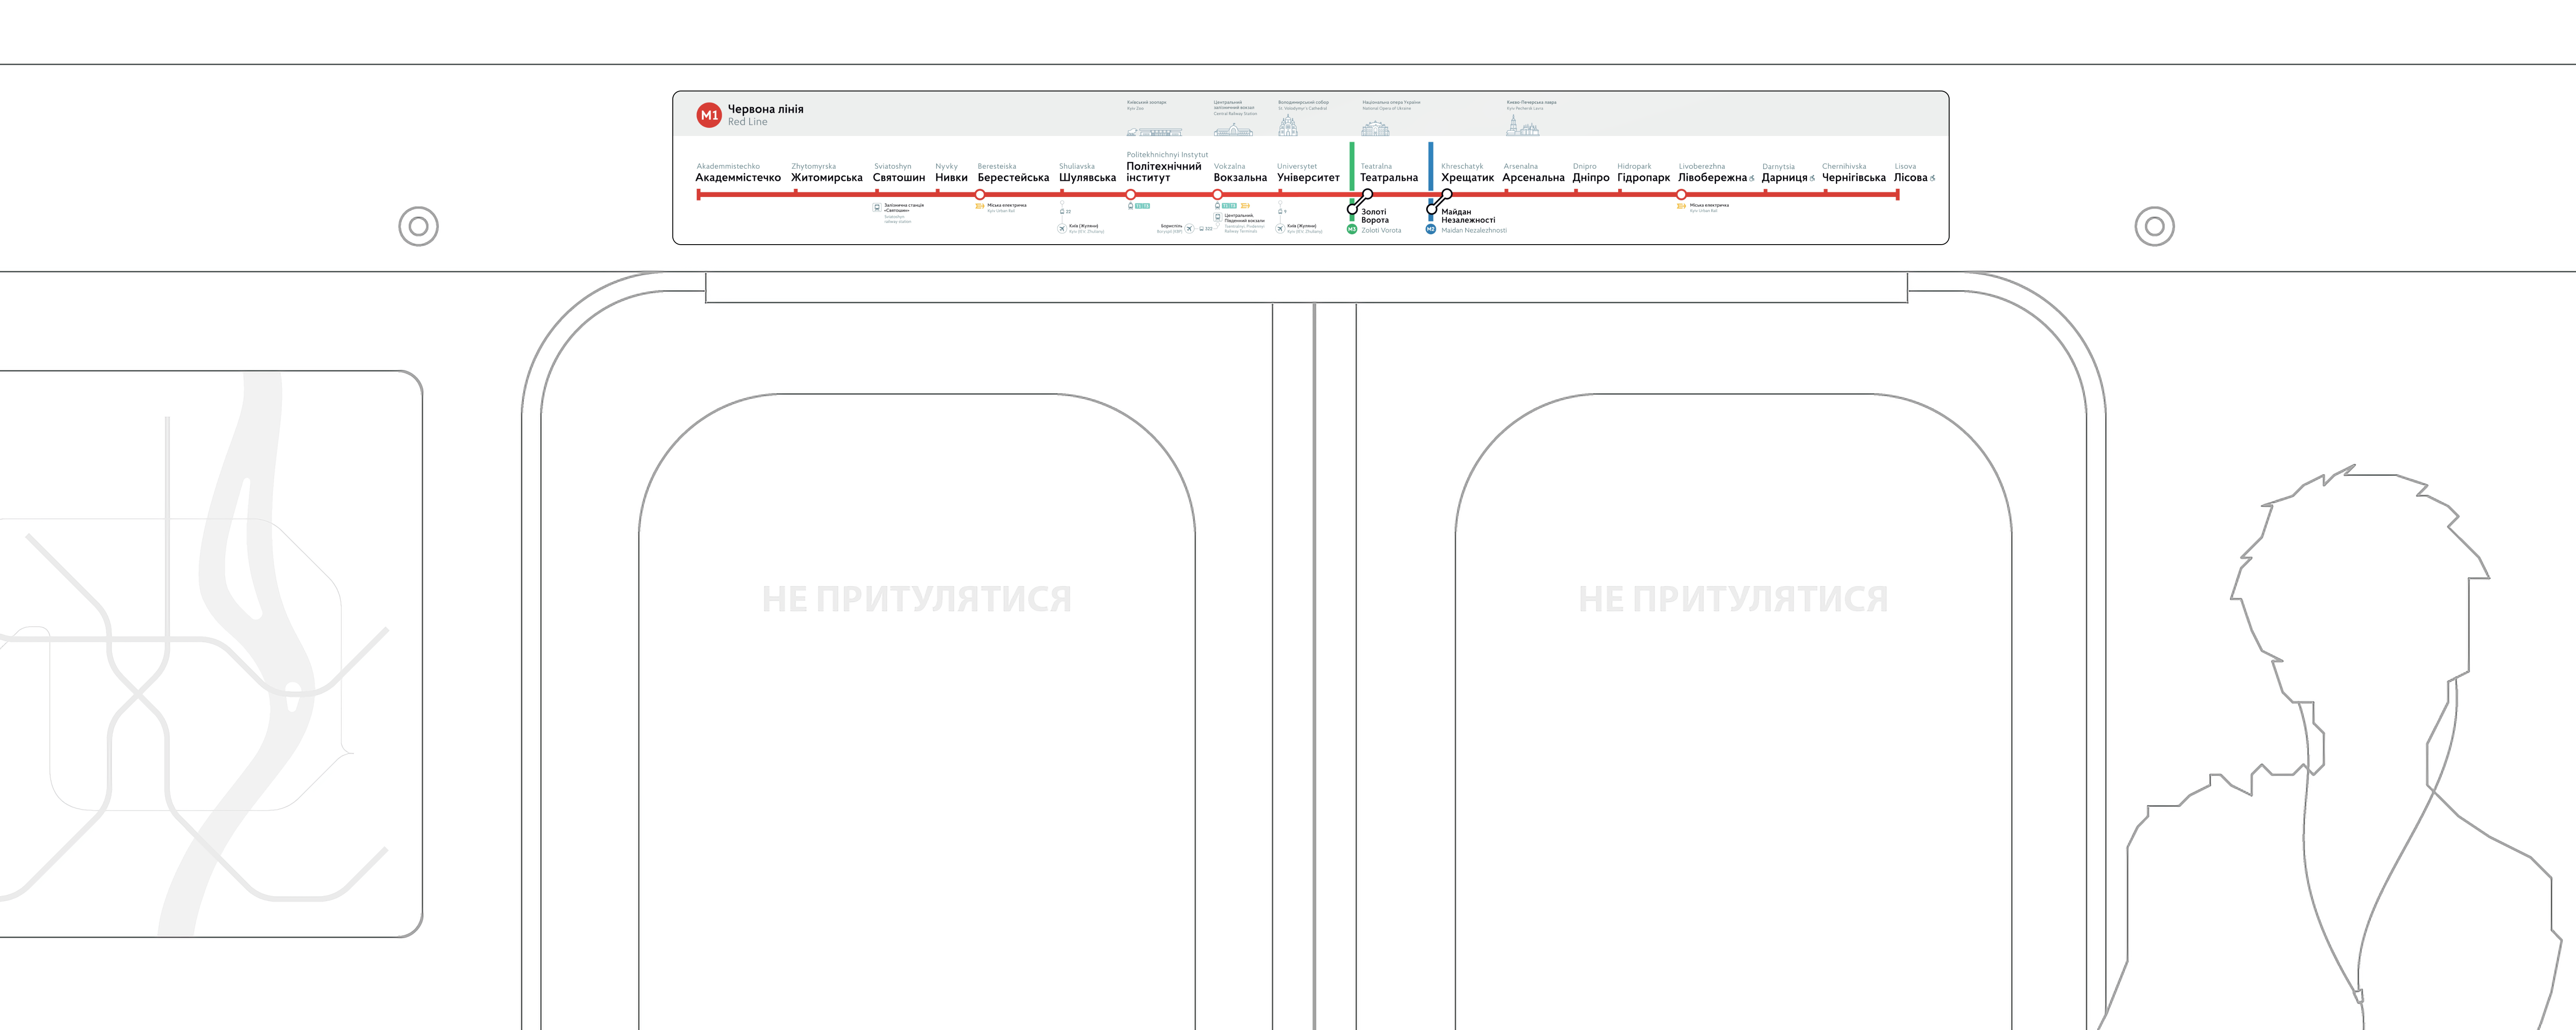 M1
Червона лінія
Red Line
Київський зоопарк
Kyiv Zoo
Центральний
залізничний вокзал
Central Railway Station
Володимирський собор
St. Volodymyr's Cathedral
Національна опера України
National Opera of Ukraine
Києво-Печерська лавра
Kyiv Pechersk Lavra
Akademmistechko
Академмістечко
Zhytomyrska
Житомирська
Sviatoshyn
Святошин
Nyvky
Нивки
Beresteiska
Берестейська
Shuliavska
Шулявська
Politekhnichnyi Instytut
Політехнічний
інститут
Vokzalna
Вокзальна
Universytet
Університет
Teatralna
Театральна
Khreschatyk
Хрещатик
Arsenalna
Арсенальна
Dnipro
Дніпро
Hidropark
Гідропарк
Livoberezhna
Лівобережна
Darnytsia
Дарниця
Chernihivska
Чернігівська
Lisova
Лісова
Залізнична станція
«Святошин»
Sviatoshyn
railway station
Міська електричка
Kyiv Urban Rail
Київ (Жуляни)
Kyiv (IEV, Zhuliany)
Бориспіль
Boryspil (KBP)
Центральний,
Південний вокзали
Tsentralnyi, Pivdennyi
Railway Terminals
Київ (Жуляни)
Kyiv (IEV, Zhuliany)
Золоті
Ворота
M3
Zoloti Vorota
Майдан
Незалежності
M2
Maidan Nezalezhnosti
Міська електричка
Kyiv Urban Rail
НЕ ПРИТУЛЯТИСЯ
НЕ ПРИТУЛЯТИСЯ